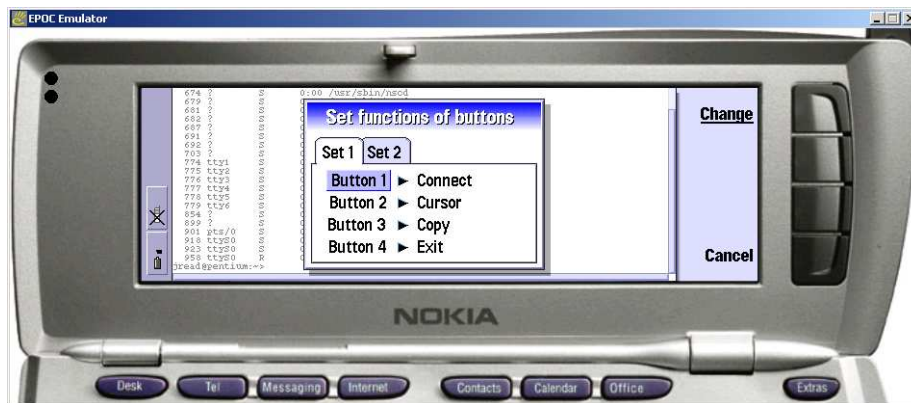 EPOC Emulator
674 ? S 0:00 /usr/sbin/nscd
679 ? S
681 ? S
682 ? S
687 ? S
691 ? S
692 ? S
703 ? S
774 tty1 S
775 tty2 S
776 tty3 S
777 tty4 S
778 tty5 S
779 tty6 S
854 ? S
899 ? S
901 pts/0 S
918 ttyS0 S
923 ttyS0 S
958 ttyS0 R
jread@pentium:~>
Set functions of buttons
Set 1 Set 2
Button 1 ► Connect
Button 2 ► Cursor
Button 3 ► Copy
Button 4 ► Exit
Change
Cancel
NOKIA
Desk Tel Messaging Internet Contacts Calendar Office Extras